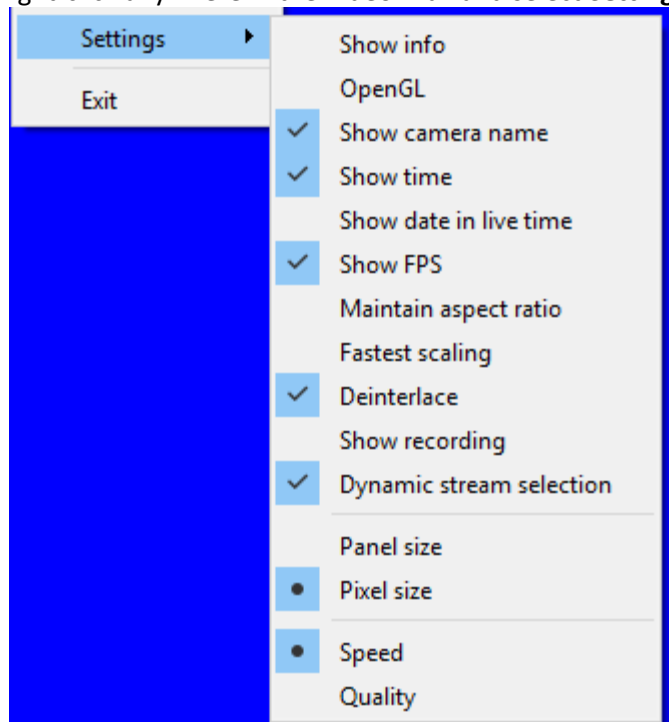 Settings
Exit
Show info
OpenGL
Show camera name
Show time
Show date in live time
Show FPS
Maintain aspect ratio
Fastest scaling
Deinterlace
Show recording
Dynamic stream selection
Panel size
Pixel size
Speed
Quality